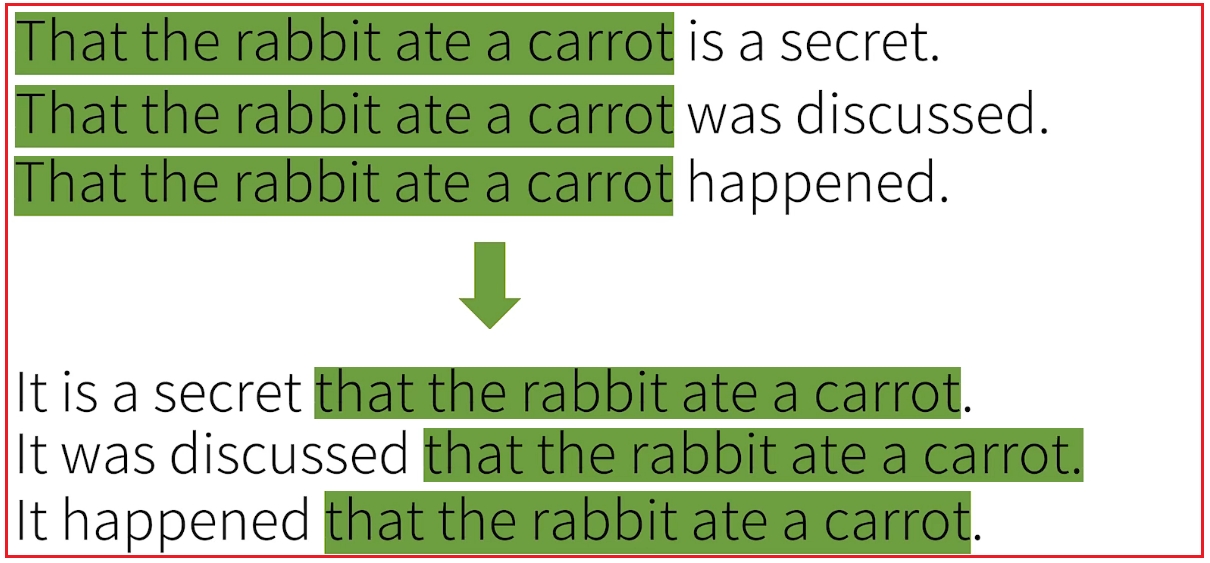 That the rabbit ate a carrot is a secret.
That the rabbit ate a carrot was discussed.
That the rabbit ate a carrot happened.
It is a secret that the rabbit ate a carrot.
It was discussed that the rabbit ate a carrot.
It happened that the rabbit ate a carrot.